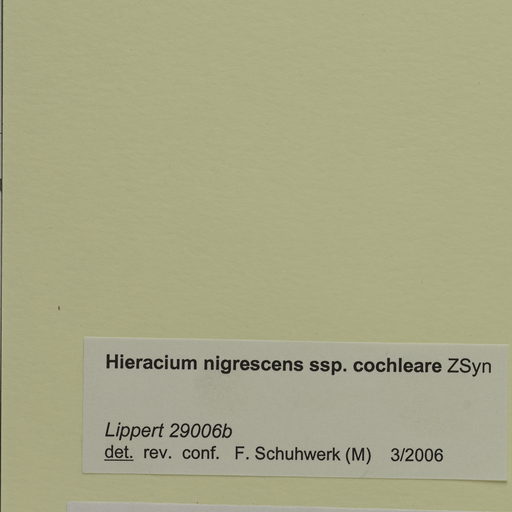 Hieracium nigrescens ssp. cochleare ZSyn
Lippert 29006b
det. rev. conf. F. Schuhwerk (M) 3/2006